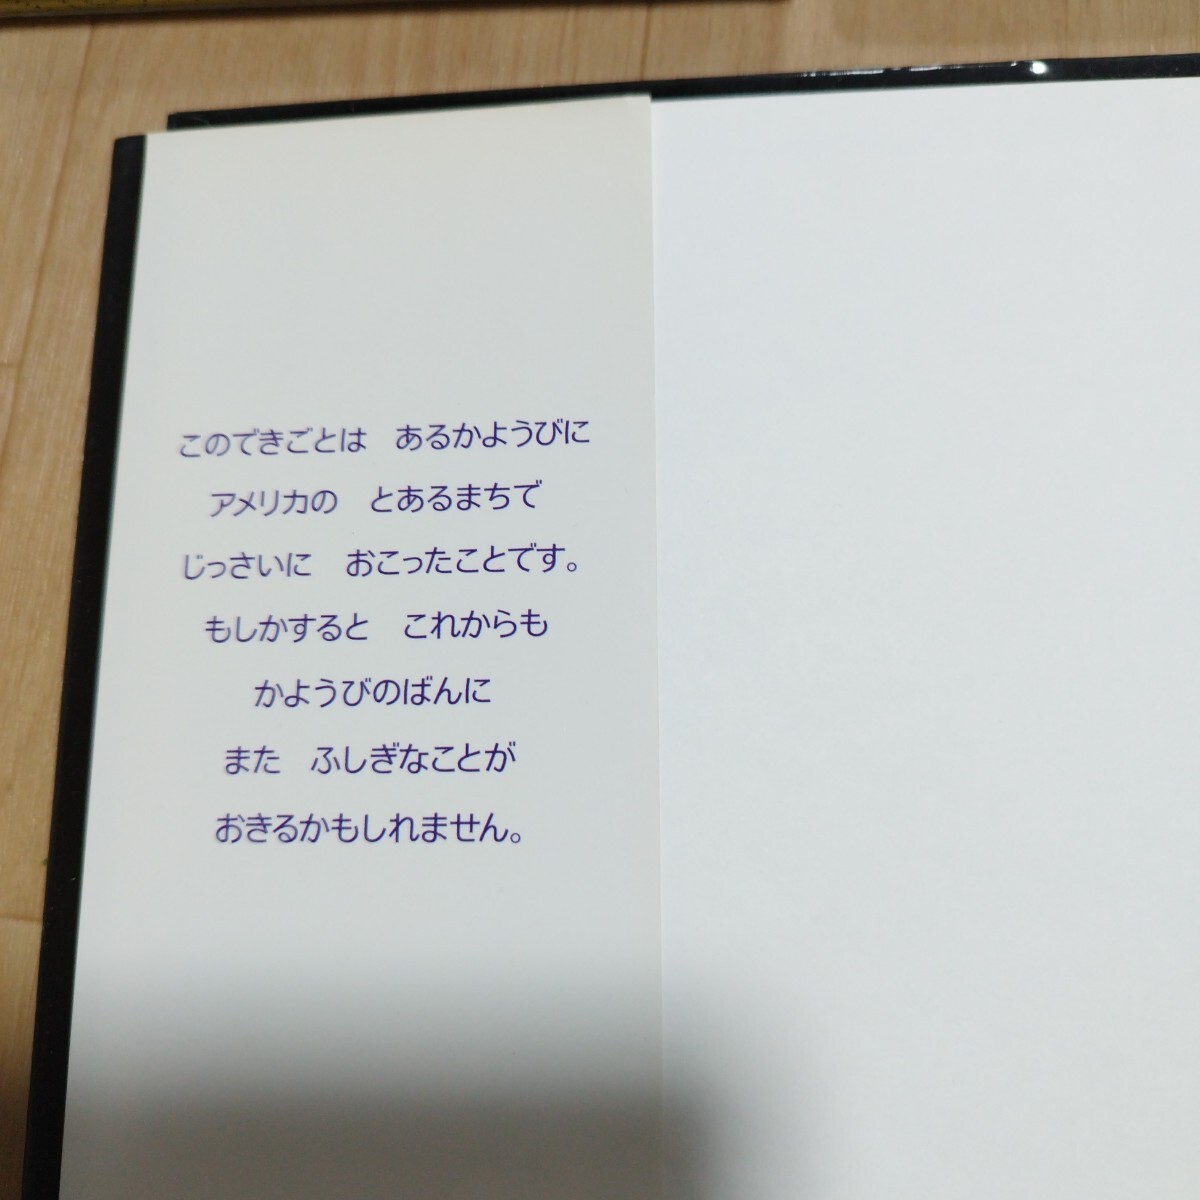 このできごとは　あるかようびに
アメリカの　とあるまちで
じっさいに　おこったことです。
もしかすると　これからも
かようびのばんに
また　ふしぎなことが
おきるかもしれません。